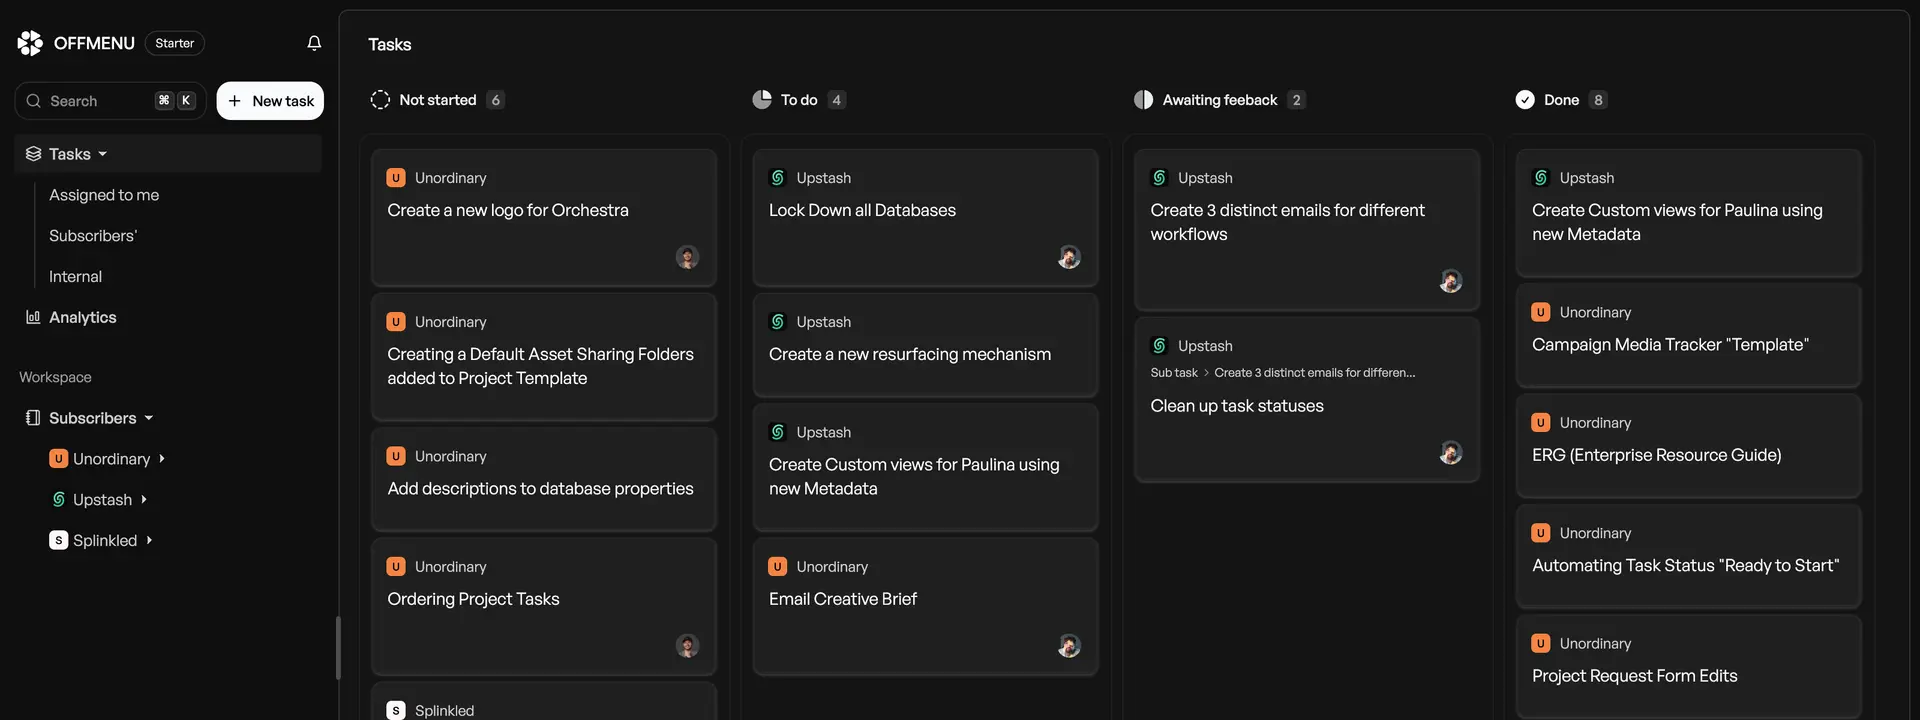 OFFMENU
Starter
Search
⌘ K
New task
Tasks
Assigned to me
Subscribers'
Internal
Analytics
Workspace
Subscribers
U Unordinary
Upstash
S Splinkled
Tasks
Not started 6
U Unordinary
Create a new logo for Orchestra
U Unordinary
Creating a Default Asset Sharing Folders
added to Project Template
U Unordinary
Add descriptions to database properties
U Unordinary
Ordering Project Tasks
S Splinkled
To do 4
Upstash
Lock Down all Databases
Upstash
Create a new resurfacing mechanism
Upstash
Create Custom views for Paulina using
new Metadata
U Unordinary
Email Creative Brief
Awaiting feeback 2
Upstash
Create 3 distinct emails for different
workflows
Upstash
Sub task > Create 3 distinct emails for differen...
Clean up task statuses
Done 8
Upstash
Create Custom views for Paulina using
new Metadata
U Unordinary
Campaign Media Tracker "Template"
U Unordinary
ERG (Enterprise Resource Guide)
U Unordinary
Automating Task Status "Ready to Start"
U Unordinary
Project Request Form Edits